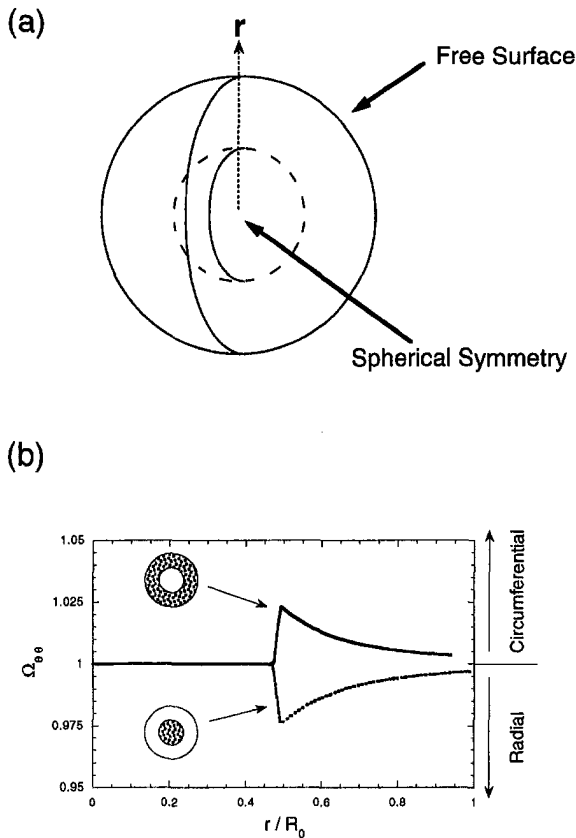 (a)
r
Free Surface
Spherical Symmetry
(b)
1.05
1.025
1
0.975
0.95
Ω θ θ
0
0.2
0.4
0.6
0.8
1
r / R₀
Circumferential
Radial